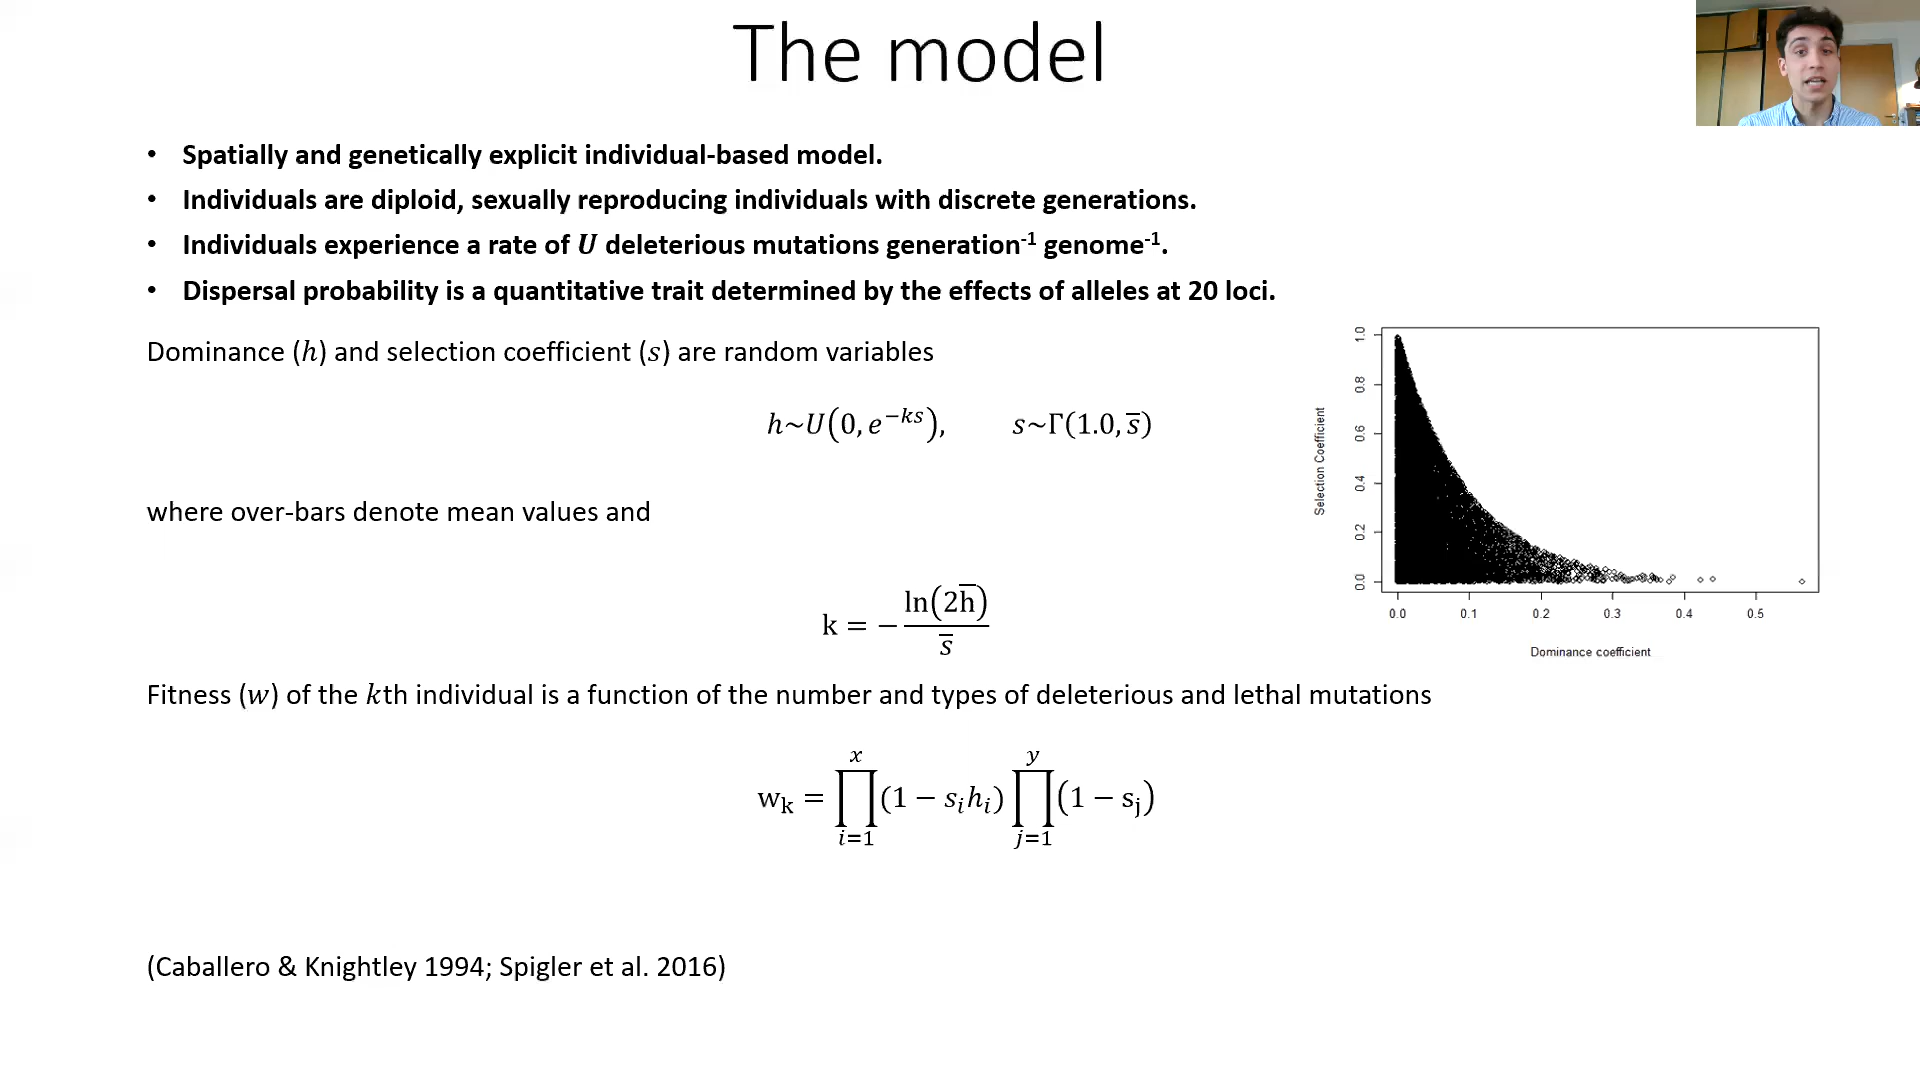 The model
• Spatially and genetically explicit individual-based model.
• Individuals are diploid, sexually reproducing individuals with discrete generations.
• Individuals experience a rate of U deleterious mutations generation⁻¹ genome⁻¹.
• Dispersal probability is a quantitative trait determined by the effects of alleles at 20 loci.
Dominance (h) and selection coefficient (s) are random variables
h~U(0, e^{−ks}), s~Γ(1.0, s̅)
where over-bars denote mean values and
k = − ln(2h̅) / s̅
Fitness (w) of the kth individual is a function of the number and types of deleterious and lethal mutations
w_k = ∏_{i=1}^{x} (1 − s_i h_i) ∏_{j=1}^{y} (1 − s_j)
(Caballero & Knightley 1994; Spigler et al. 2016)
Selection Coefficient
1.0
0.8
0.6
0.4
0.2
0.0
0.0 0.1 0.2 0.3 0.4 0.5
Dominance coefficient